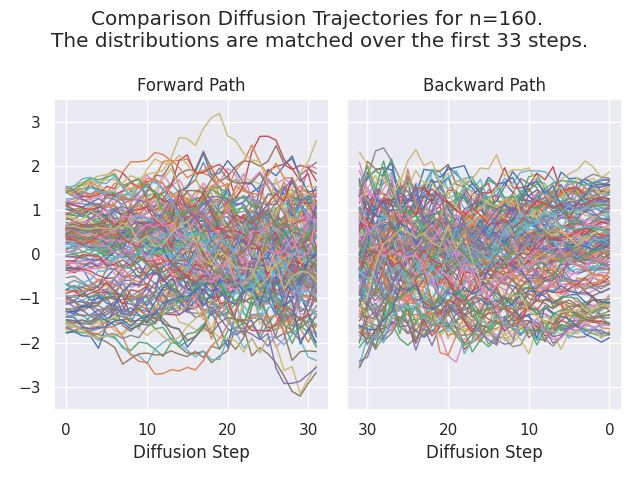 Comparison Diffusion Trajectories for n=160.
The distributions are matched over the first 33 steps.
Forward Path
Backward Path
3
2
1
0
−1
−2
−3
0 10 20 30
30 20 10 0
Diffusion Step
Diffusion Step